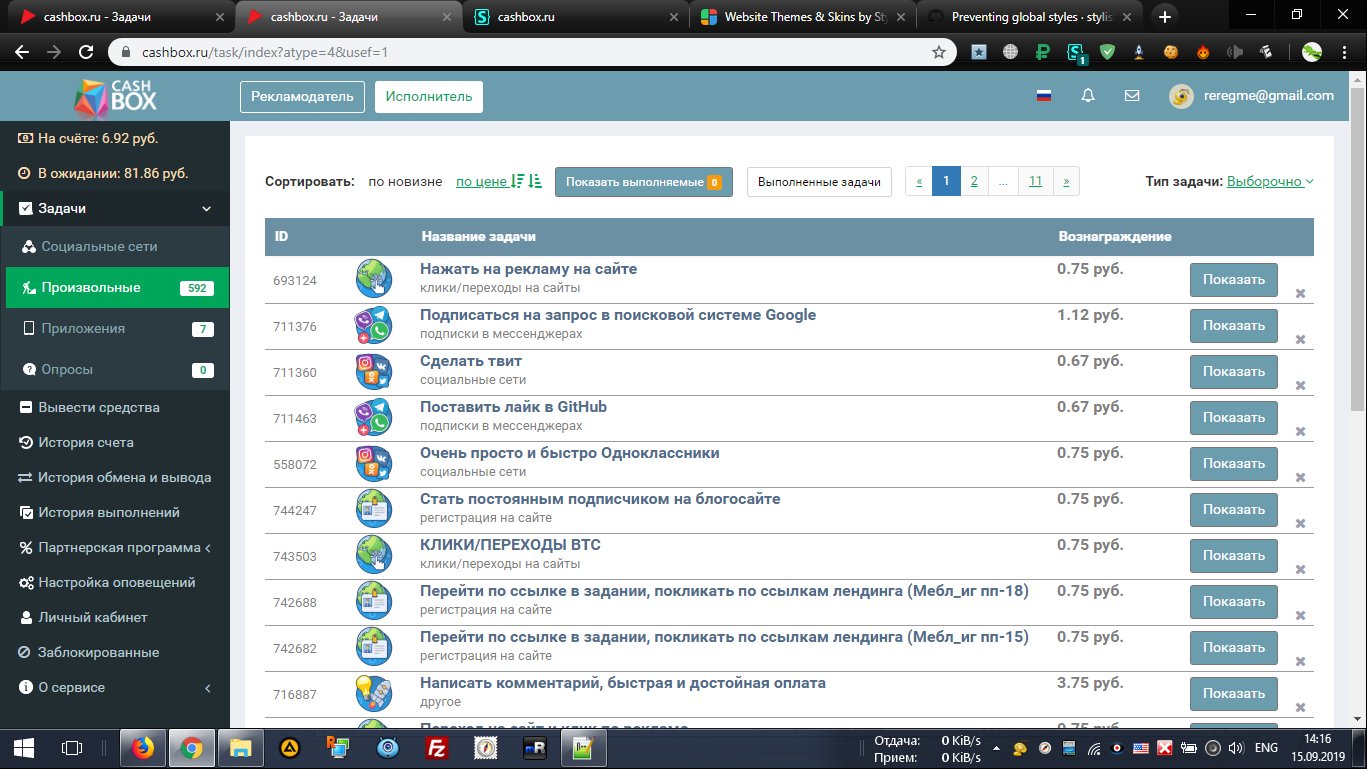 cashbox.ru - Задачи
cashbox.ru - Задачи
cashbox.ru
Website Themes & Skins by St
Preventing global styles · stylis
cashbox.ru/task/index?atype=4&usef=1
1
CASH BOX
Рекламодатель
Исполнитель
reregme@gmail.com
На счёте: 6.92 руб.
В ожидании: 81.86 руб.
Задачи
Социальные сети
Произвольные 592
Приложения 7
Опросы 0
Вывести средства
История счета
История обмена и вывода
История выполнений
Партнерская программа
Настройка оповещений
Личный кабинет
Заблокированные
О сервисе
Сортировать: по новизне по цене Показать выполняемые 0 Выполненные задачи « 1 2 ... 11 » Тип задачи: Выборочно
ID Название задачи Вознаграждение
693124 Нажать на рекламу на сайте 0.75 руб. Показать
клики/переходы на сайты
711376 Подписаться на запрос в поисковой системе Google 1.12 руб. Показать
подписки в мессенджерах
711360 Сделать твит 0.67 руб. Показать
социальные сети
711463 Поставить лайк в GitHub 0.67 руб. Показать
подписки в мессенджерах
558072 Очень просто и быстро Одноклассники 0.75 руб. Показать
социальные сети
744247 Стать постоянным подписчиком на блогосайте 0.75 руб. Показать
регистрация на сайте
743503 КЛИКИ/ПЕРЕХОДЫ BTC 0.75 руб. Показать
клики/переходы на сайты
742688 Перейти по ссылке в задании, покликать по ссылкам лендинга (Мебл_иг пп-18) 0.75 руб. Показать
регистрация на сайте
742682 Перейти по ссылке в задании, покликать по ссылкам лендинга (Мебл_иг пп-15) 0.75 руб. Показать
регистрация на сайте
716887 Написать комментарий, быстрая и достойная оплата 3.75 руб. Показать
другое
Переход на сайт и клик по рекламе 0.75 руб.
Отдача: 0 KiB/s
Прием: 0 KiB/s
ENG
14:16
15.09.2019